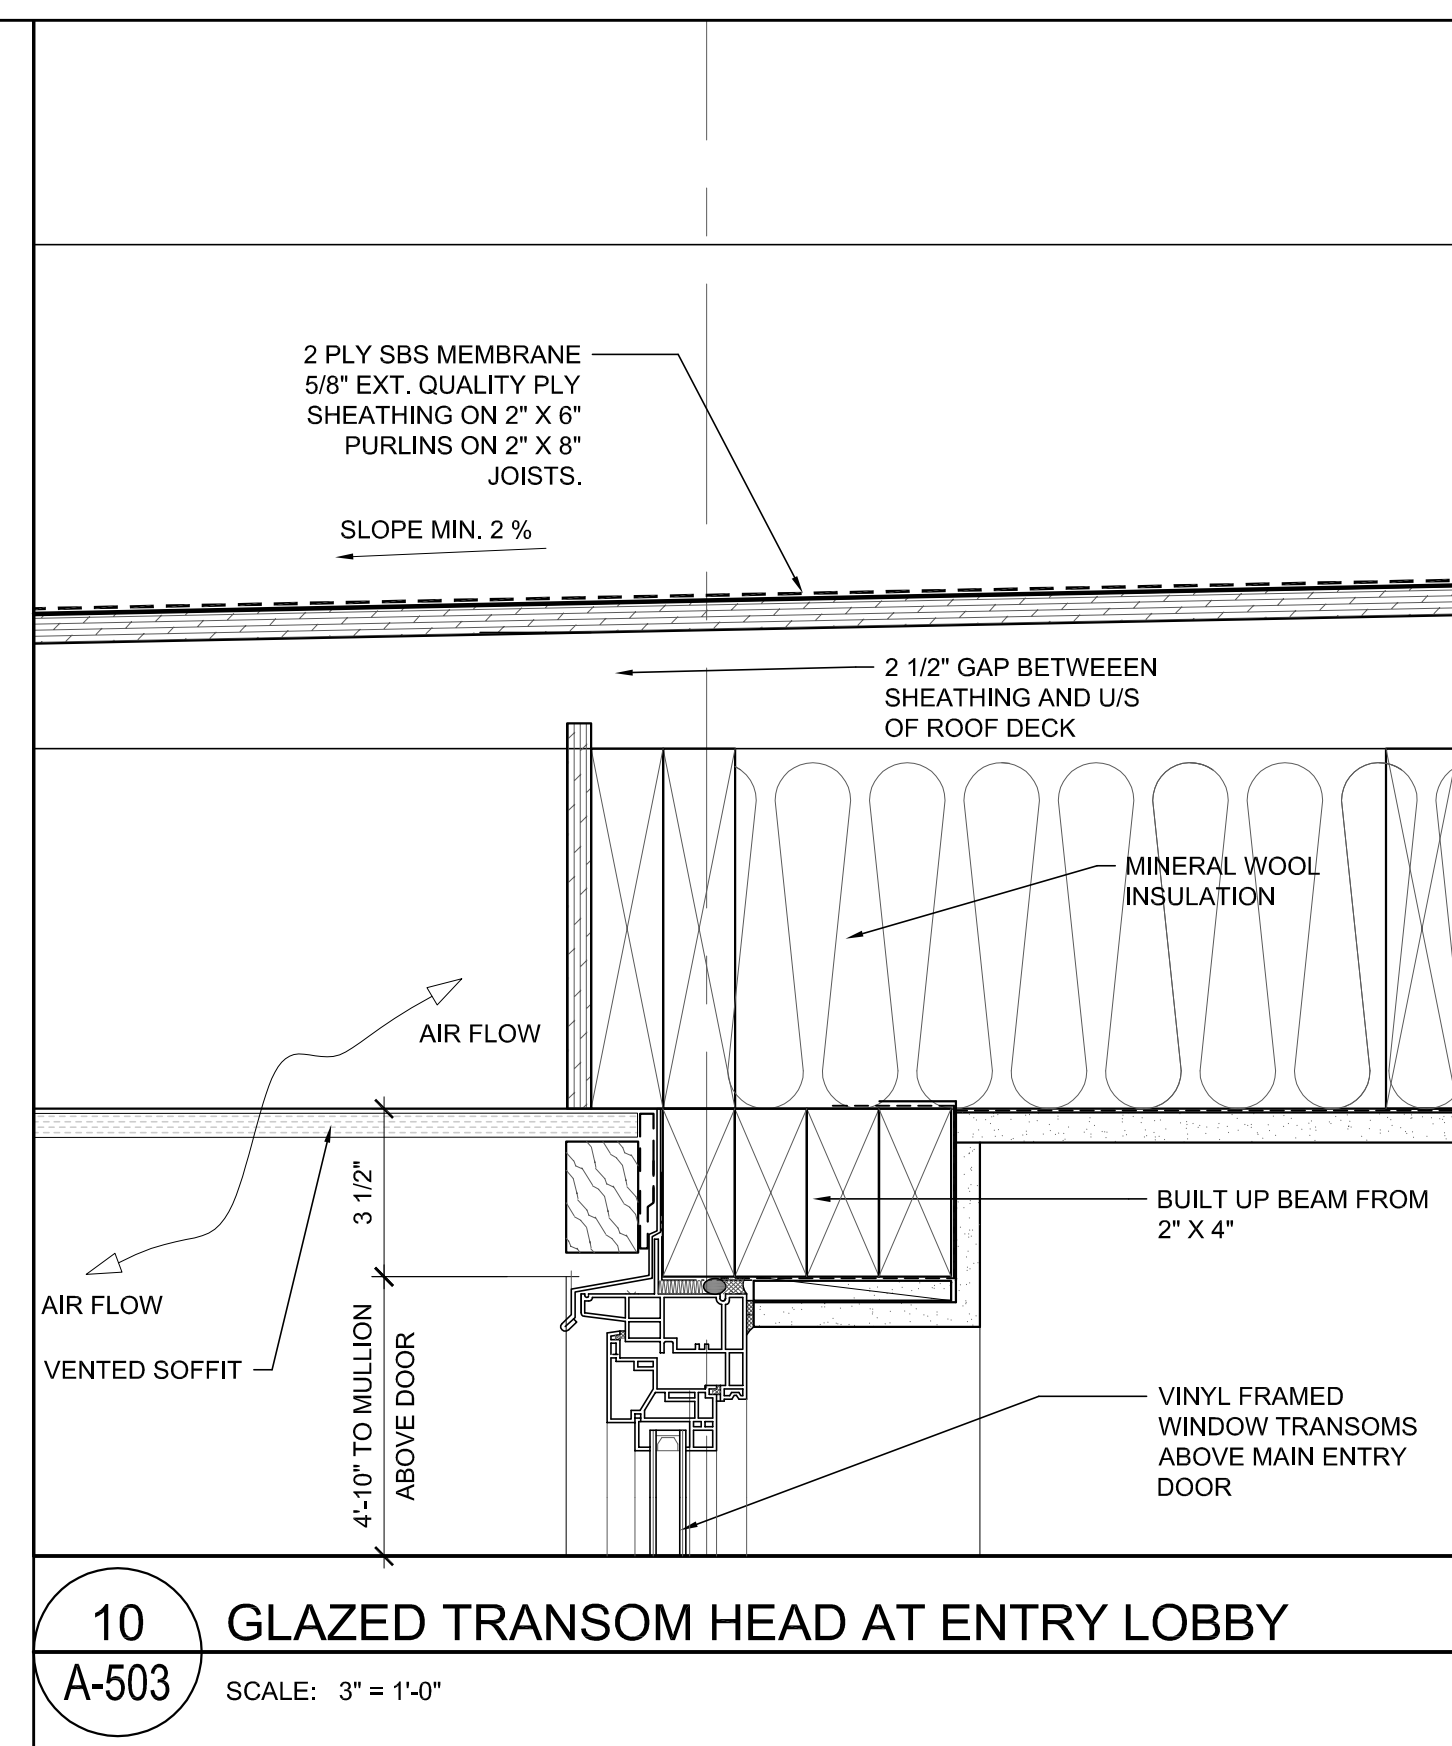 2 PLY SBS MEMBRANE
5/8" EXT. QUALITY PLY
SHEATHING ON 2" X 6"
PURLINS ON 2" X 8"
JOISTS.
SLOPE MIN. 2 %
2 1/2" GAP BETWEEEN
SHEATHING AND U/S
OF ROOF DECK
MINERAL WOOL
INSULATION
AIR FLOW
3 1/2"
BUILT UP BEAM FROM
2" X 4"
AIR FLOW
VENTED SOFFIT
4'-10" TO MULLION
ABOVE DOOR
VINYL FRAMED
WINDOW TRANSOMS
ABOVE MAIN ENTRY
DOOR
10
A-503
GLAZED TRANSOM HEAD AT ENTRY LOBBY
SCALE: 3" = 1'-0"